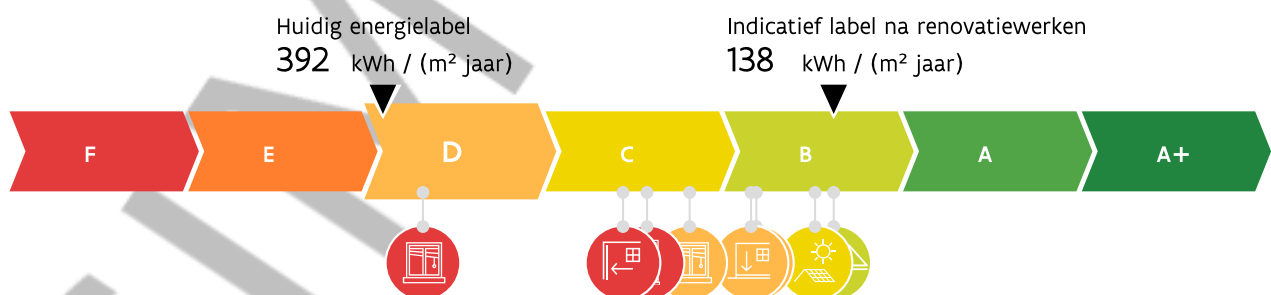 Huidig energielabel
392 kWh / (m² jaar)
Indicatief label na renovatiewerken
138 kWh / (m² jaar)
F E D C B A A+